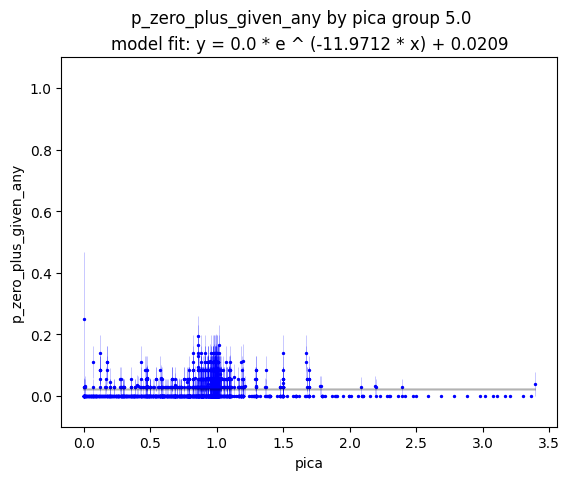 p_zero_plus_given_any by pica group 5.0
model fit: y = 0.0 * e ^ (-11.9712 * x) + 0.0209
1.0
0.8
0.6
0.4
0.2
0.0
p_zero_plus_given_any
0.0 0.5 1.0 1.5 2.0 2.5 3.0 3.5
pica